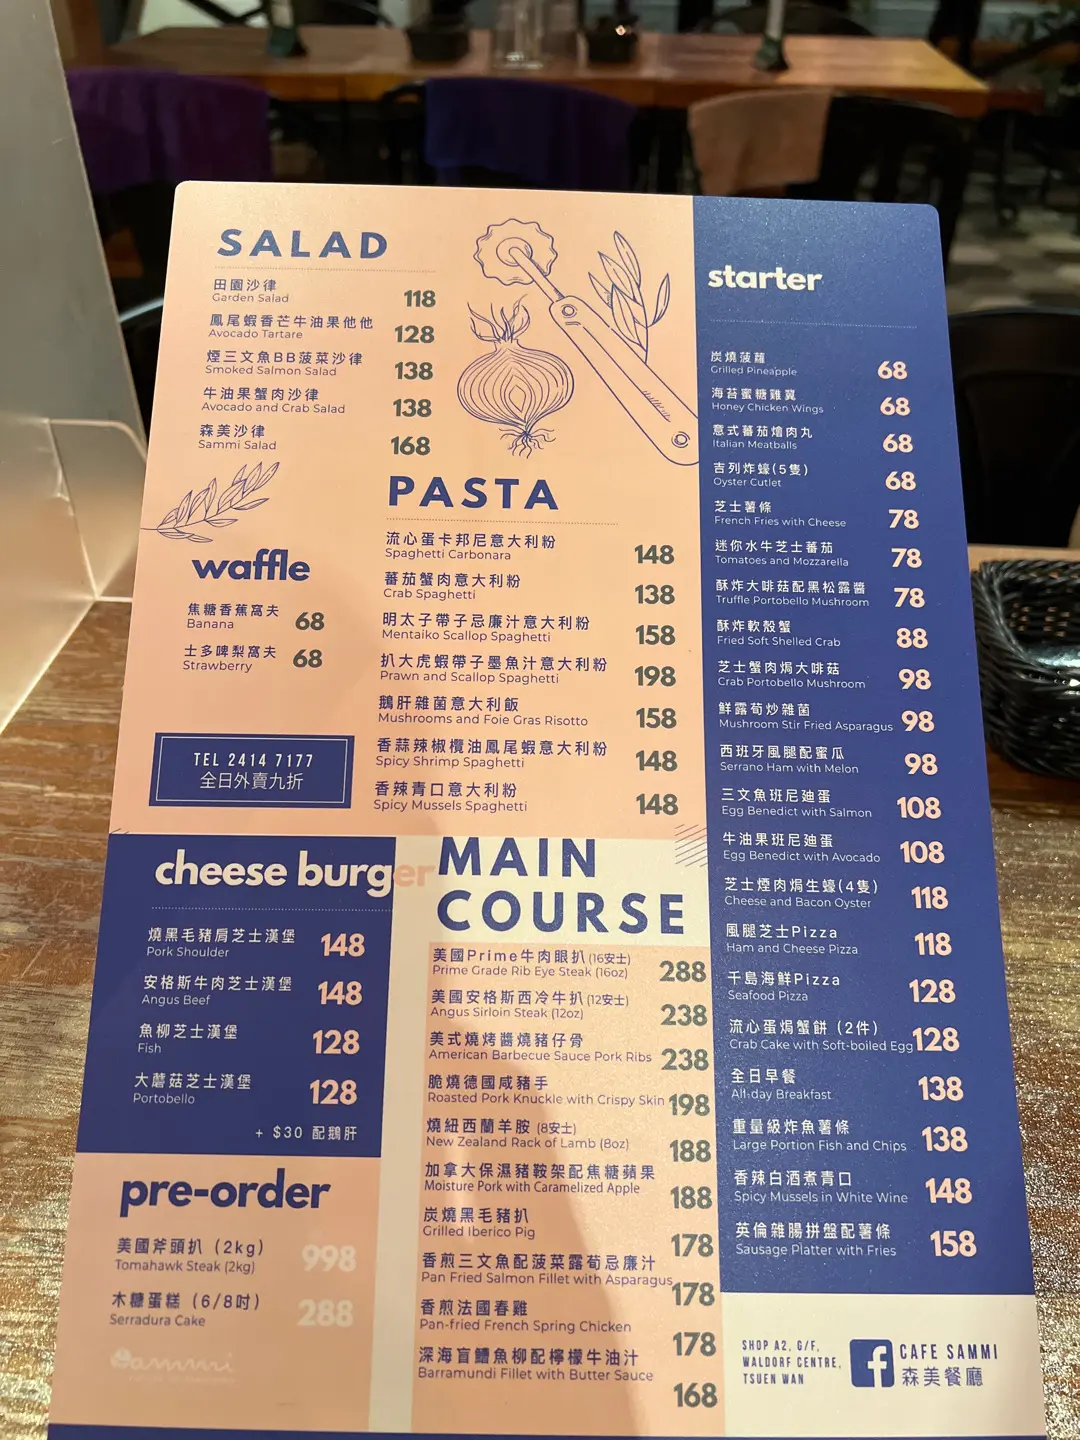 SALAD
田園沙律
Garden Salad 118
鳳尾蝦香芒牛油果他他
Avocado Tartare 128
煙三文魚BB菠菜沙律
Smoked Salmon Salad 138
牛油果蟹肉沙律
Avocado and Crab Salad 138
森美沙律
Sammi Salad 168
PASTA
流心蛋卡邦尼意大利粉
Spaghetti Carbonara 148
蕃茄蟹肉意大利粉
Crab Spaghetti 138
明太子帶子忌廉汁意大利粉
Mentaiko Scallop Spaghetti 158
扒大虎蝦帶子墨魚汁意大利粉
Prawn and Scallop Spaghetti 198
鵝肝雜菌意大利飯
Mushrooms and Foie Gras Risotto 158
香蒜辣椒欖油鳳尾蝦意大利粉
Spicy Shrimp Spaghetti 148
香辣青口意大利粉
Spicy Mussels Spaghetti 148
waffle
焦糖香蕉窩夫
Banana 68
士多啤梨窩夫
Strawberry 68
TEL 2414 7177
全日外賣九折
cheese burger
燒黑毛豬肩芝士漢堡
Pork Shoulder 148
安格斯牛肉芝士漢堡
Angus Beef 148
魚柳芝士漢堡
Fish 128
大蘑菇芝士漢堡
Portobello 128
+ $30 配鵝肝
pre-order
美國斧頭扒 (2kg)
Tomahawk Steak (2kg) 998
木糠蛋糕 (6/8吋)
Serradura Cake 288
MAIN
COURSE
美國Prime牛肉眼扒(16安士)
Prime Grade Rib Eye Steak (16oz) 288
美國安格斯西冷牛扒(12安士)
Angus Sirloin Steak (12oz) 238
美式燒烤醬燒豬仔骨
American Barbecue Sauce Pork Ribs 238
脆燒德國咸豬手
Roasted Pork Knuckle with Crispy Skin 198
燒紐西蘭羊胺 (8安士)
New Zealand Rack of Lamb (8oz) 188
加拿大保濕豬鞍架配焦糖蘋果
Moisture Pork with Caramelized Apple 188
炭燒黑毛豬扒
Grilled Iberico Pig 178
香煎三文魚配菠菜露荀忌廉汁
Pan Fried Salmon Fillet with Asparagus 178
香煎法國春雞
Pan-fried French Spring Chicken 178
深海盲鰽魚柳配檸檬牛油汁
Barramundi Fillet with Butter Sauce 168
starter
炭燒菠蘿
Grilled Pineapple 68
海苔蜜糖雞翼
Honey Chicken Wings 68
意式蕃茄燴肉丸
Italian Meatballs 68
吉列炸蠔(5隻)
Oyster Cutlet 68
芝士薯條
French Fries with Cheese 78
迷你水牛芝士蕃茄
Tomatoes and Mozzarella 78
酥炸大啡菇配黑松露醬
Truffle Portobello Mushroom 78
酥炸軟殼蟹
Fried Soft Shelled Crab 88
芝士蟹肉焗大啡菇
Crab Portobello Mushroom 98
鮮露荀炒雜菌
Mushroom Stir Fried Asparagus 98
西班牙風腿配蜜瓜
Serrano Ham with Melon 98
三文魚班尼迪蛋
Egg Benedict with Salmon 108
牛油果班尼迪蛋
Egg Benedict with Avocado 108
芝士煙肉焗生蠔(4隻)
Cheese and Bacon Oyster 118
風腿芝士Pizza
Ham and Cheese Pizza 118
千島海鮮Pizza
Seafood Pizza 128
流心蛋焗蟹餅 (2件)
Crab Cake with Soft-boiled Egg 128
全日早餐
All-day Breakfast 138
重量級炸魚薯條
Large Portion Fish and Chips 138
香辣白酒煮青口
Spicy Mussels in White Wine 148
英倫雜腸拼盤配薯條
Sausage Platter with Fries 158
SHOP A2, G/F,
WALDORF CENTRE,
TSUEN WAN
CAFE SAMMI
森美餐廳